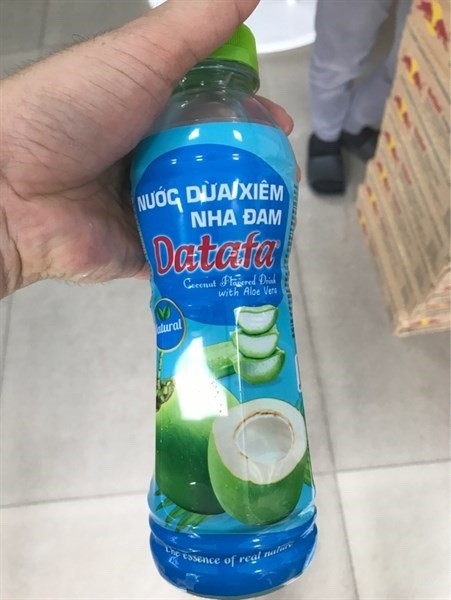 NƯỚC DỪA XIÊM
NHA ĐAM
Datafa
Coconut Flavored Drink
with Aloe Vera
Natural
The essence of real nature